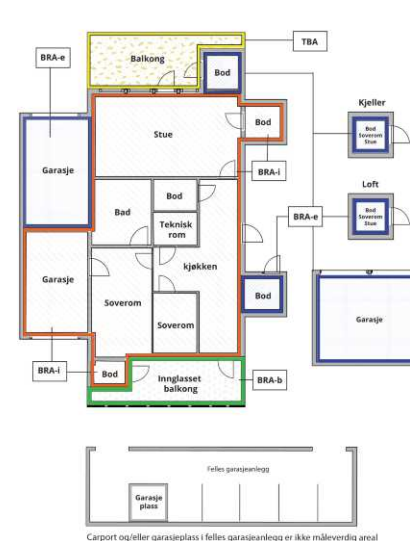 TBA
BRA-e
Balkong
Bod
Kjeller
Stue
Bod
Bod
Soverom
Stue
BRA-i
Garasje
Loft
Bod
Bad
BRA-e
Bod
Soverom
Stue
Teknisk
rom
kjøkken
Garasje
Bod
Soverom
Garasje
Soverom
BRA-i
Bod
Innglasset
balkong
BRA-b
Felles garasjeanlegg
Garasje
plass
Carport og/eller garasjeplass i felles garasjeanlegg er ikke måleverdig areal